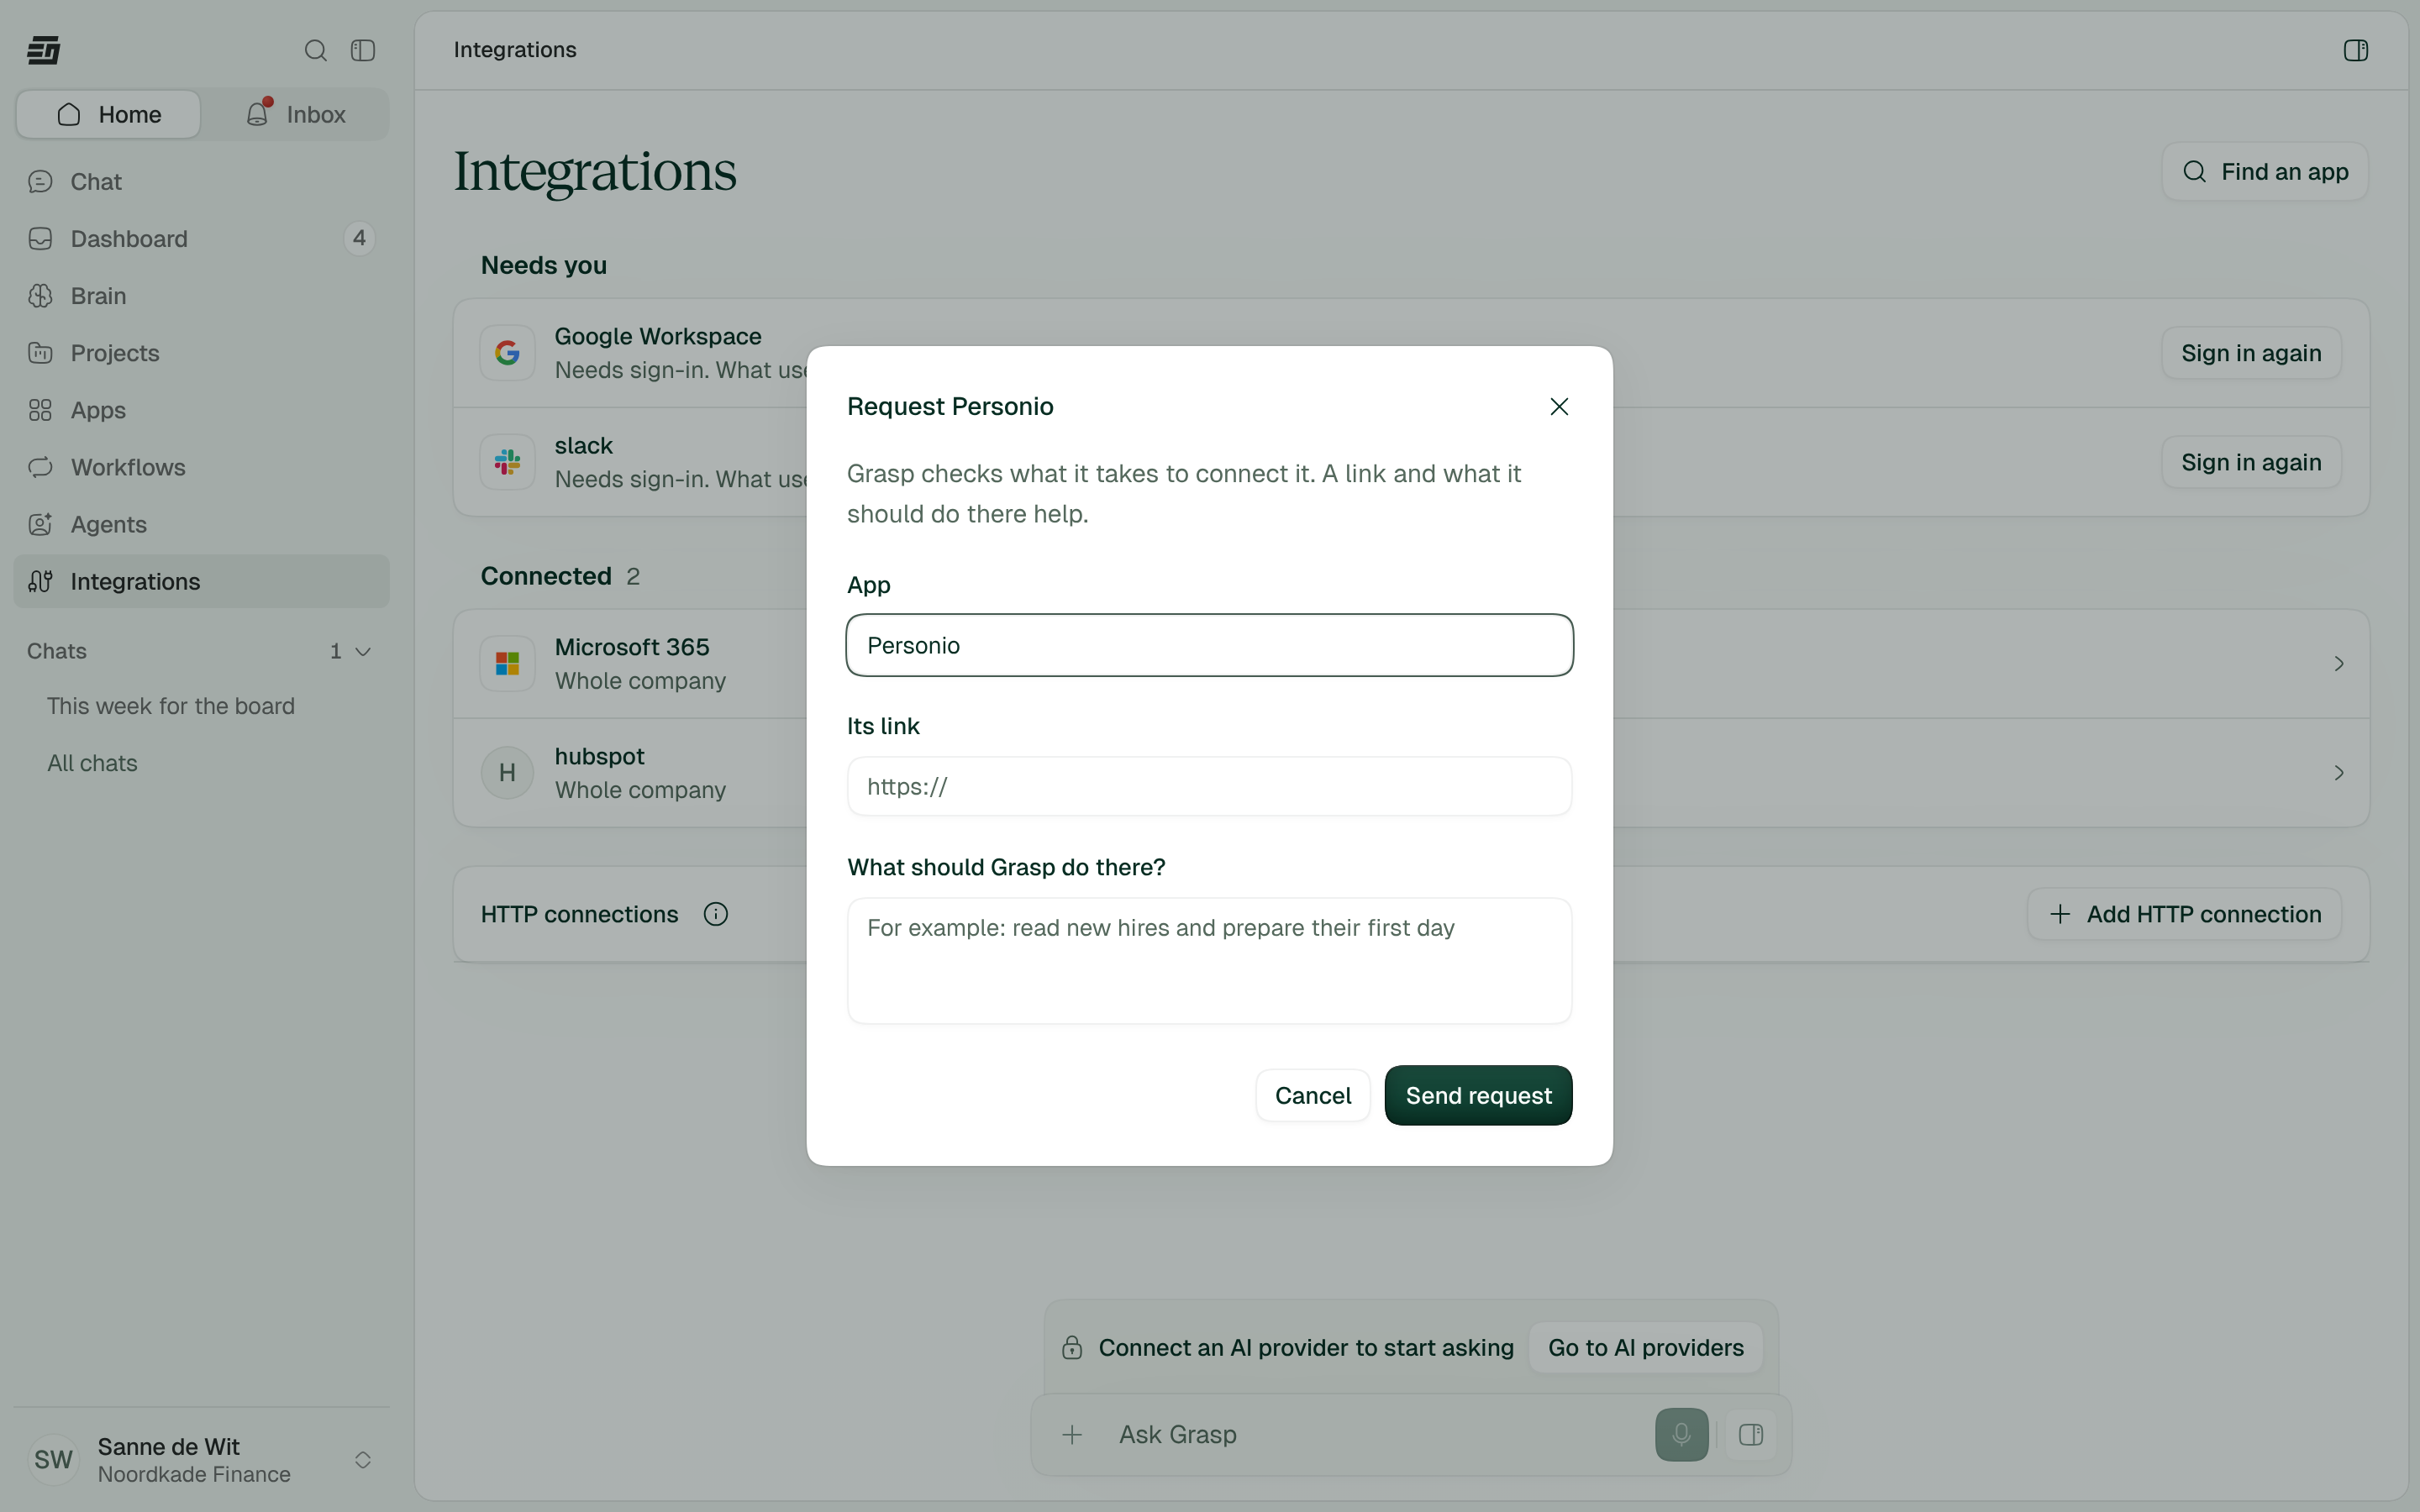 Integrations
Home
Inbox
Chat
Dashboard
4
Brain
Projects
Apps
Workflows
Agents
Integrations
Chats
1
This week for the board
All chats
SW
Sanne de Wit
Noordkade Finance
Integrations
Find an app
Needs you
Google Workspace
Needs sign-in. What
Sign in again
slack
Needs sign-in. What
Sign in again
Connected 2
Microsoft 365
Whole company
H
hubspot
Whole company
HTTP connections
Add HTTP connection
Request Personio
Grasp checks what it takes to connect it. A link and what it
should do there help.
App
Personio
Its link
https://
What should Grasp do there?
For example: read new hires and prepare their first day
Cancel
Send request
Connect an AI provider to start asking
Go to AI providers
Ask Grasp